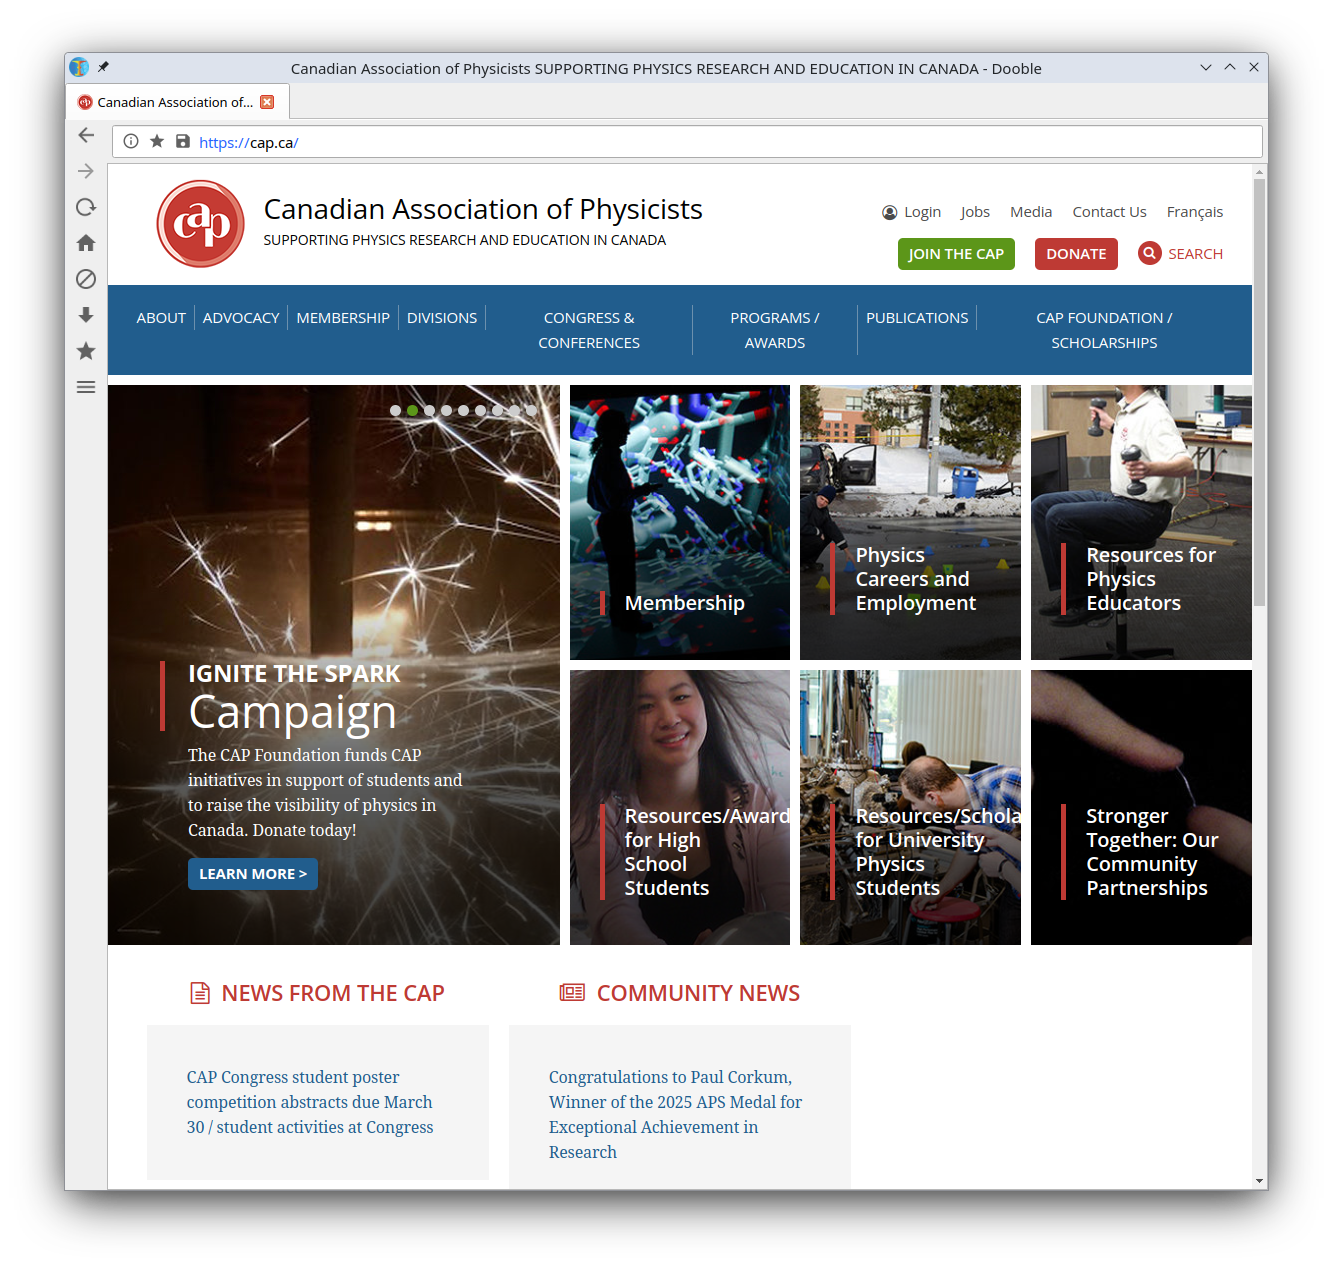 Canadian Association of Physicists SUPPORTING PHYSICS RESEARCH AND EDUCATION IN CANADA - Dooble
Canadian Association of...
https://cap.ca/
cap
Canadian Association of Physicists
SUPPORTING PHYSICS RESEARCH AND EDUCATION IN CANADA
Login Jobs Media Contact Us Français
JOIN THE CAP DONATE SEARCH
ABOUT ADVOCACY MEMBERSHIP DIVISIONS
CONGRESS &
CONFERENCES
PROGRAMS /
AWARDS
PUBLICATIONS
CAP FOUNDATION /
SCHOLARSHIPS
IGNITE THE SPARK
Campaign
The CAP Foundation funds CAP
initiatives in support of students and
to raise the visibility of physics in
Canada. Donate today!
LEARN MORE >
Membership
Physics
Careers and
Employment
Resources for
Physics
Educators
Resources/Award
for High
School
Students
Resources/Schola
for University
Physics
Students
Stronger
Together: Our
Community
Partnerships
NEWS FROM THE CAP
CAP Congress student poster
competition abstracts due March
30 / student activities at Congress
COMMUNITY NEWS
Congratulations to Paul Corkum,
Winner of the 2025 APS Medal for
Exceptional Achievement in
Research